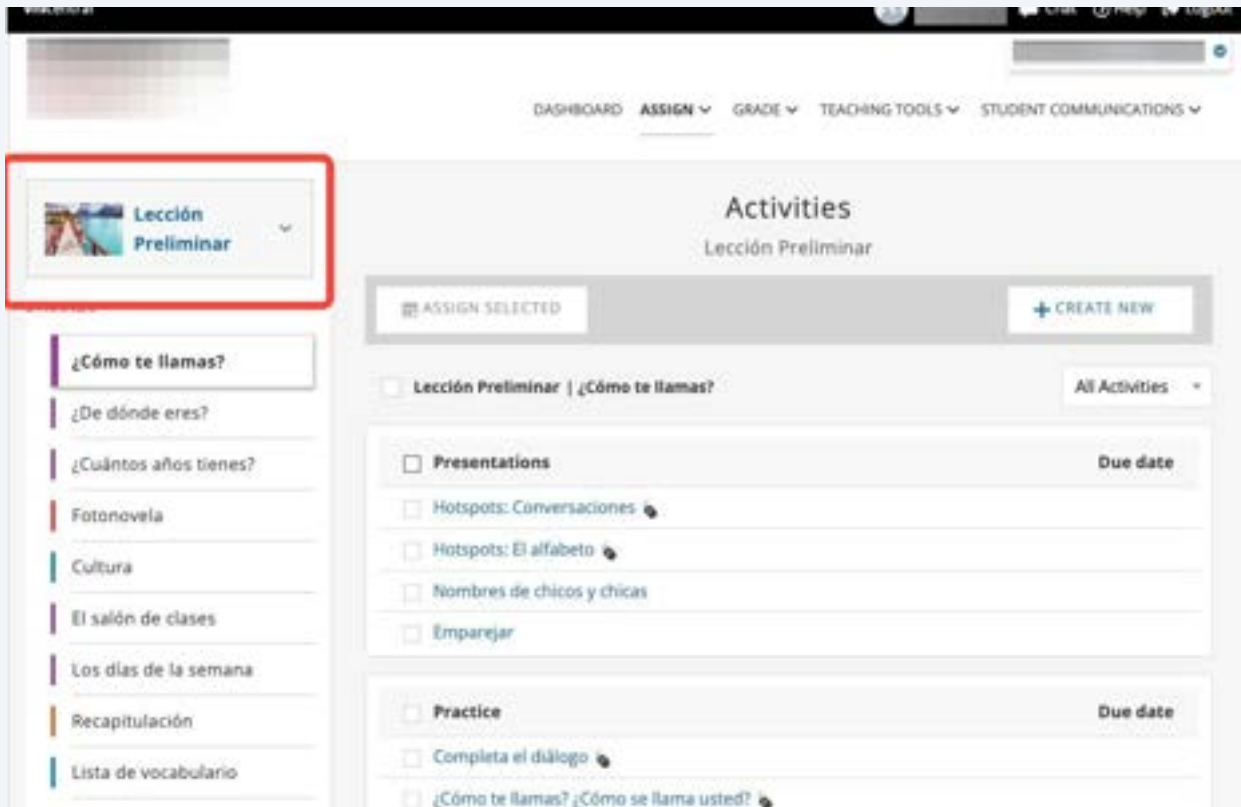 Chat Help Logout
DASHBOARD ASSIGN GRADE TEACHING TOOLS STUDENT COMMUNICATIONS
Lección
Preliminar
Activities
Lección Preliminar
ASSIGN SELECTED
CREATE NEW
¿Cómo te llamas?
¿De dónde eres?
¿Cuántos años tienes?
Fotonovela
Cultura
El salón de clases
Los días de la semana
Recapitulación
Lista de vocabulario
Lección Preliminar | ¿Cómo te llamas?
All Activities
Presentations Due date
Hotspots: Conversaciones
Hotspots: El alfabeto
Nombres de chicos y chicas
Emparejar
Practice Due date
Completa el diálogo
¿Cómo te llamas? ¿Cómo se llama usted?